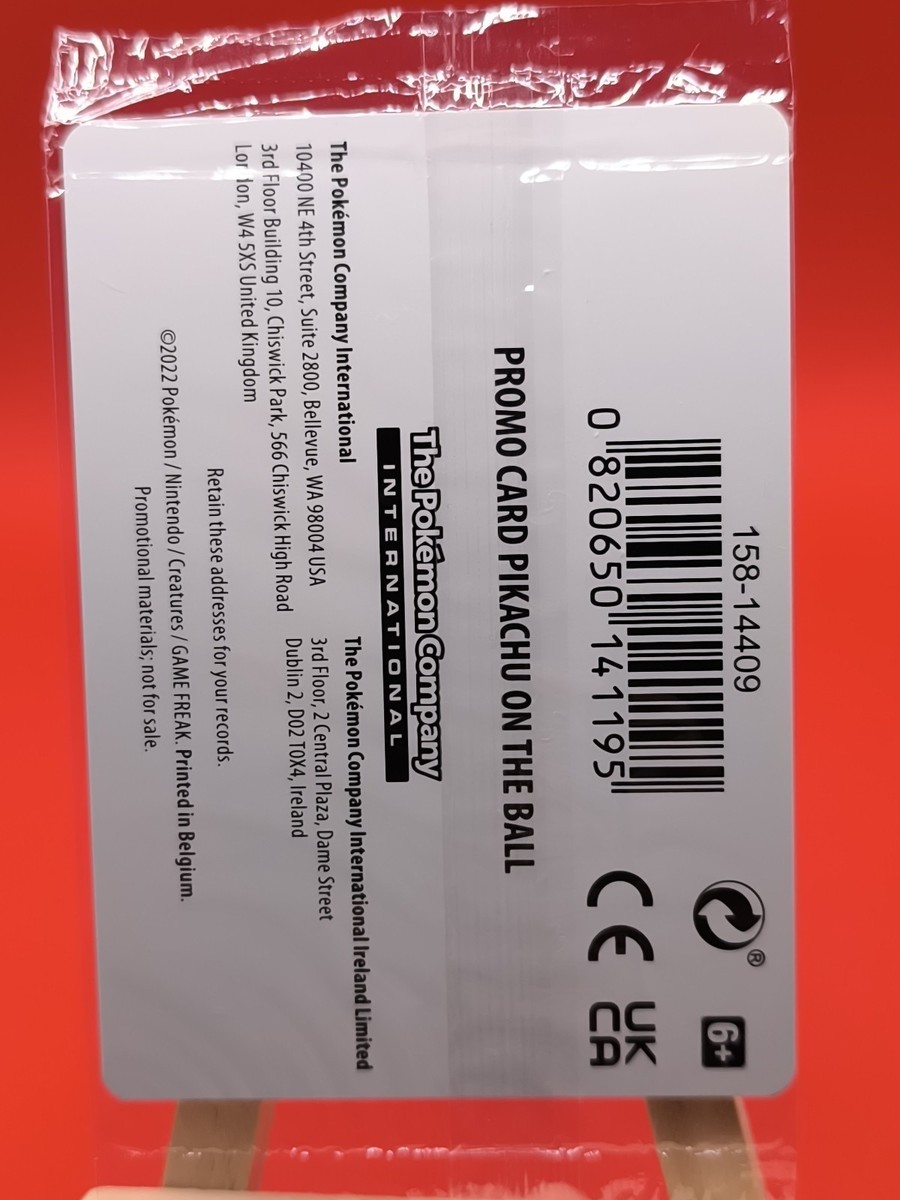 158-14409
0 820650 141195
®
6+
CE
UK
CA
PROMO CARD PIKACHU ON THE BALL
The Pokémon Company
INTERNATIONAL
The Pokémon Company International
10400 NE 4th Street, Suite 2800, Bellevue, WA 98004 USA
3rd Floor Building 10, Chiswick Park, 566 Chiswick High Road
London, W4 5XS United Kingdom
The Pokémon Company International Ireland Limited
3rd Floor, 2 Central Plaza, Dame Street
Dublin 2, D02 T0X4, Ireland
Retain these addresses for your records.
©2022 Pokémon / Nintendo / Creatures / GAME FREAK. Printed in Belgium.
Promotional materials; not for sale.